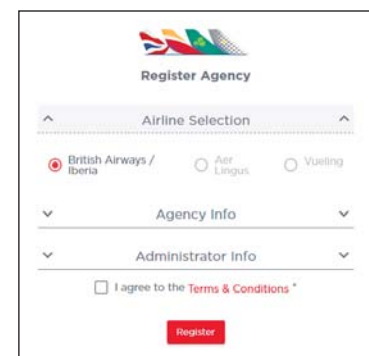 Register Agency
Airline Selection
British Airways /
Iberia
Aer
Lingus
Vueling
Agency Info
Administrator Info
I agree to the Terms & Conditions *
Register